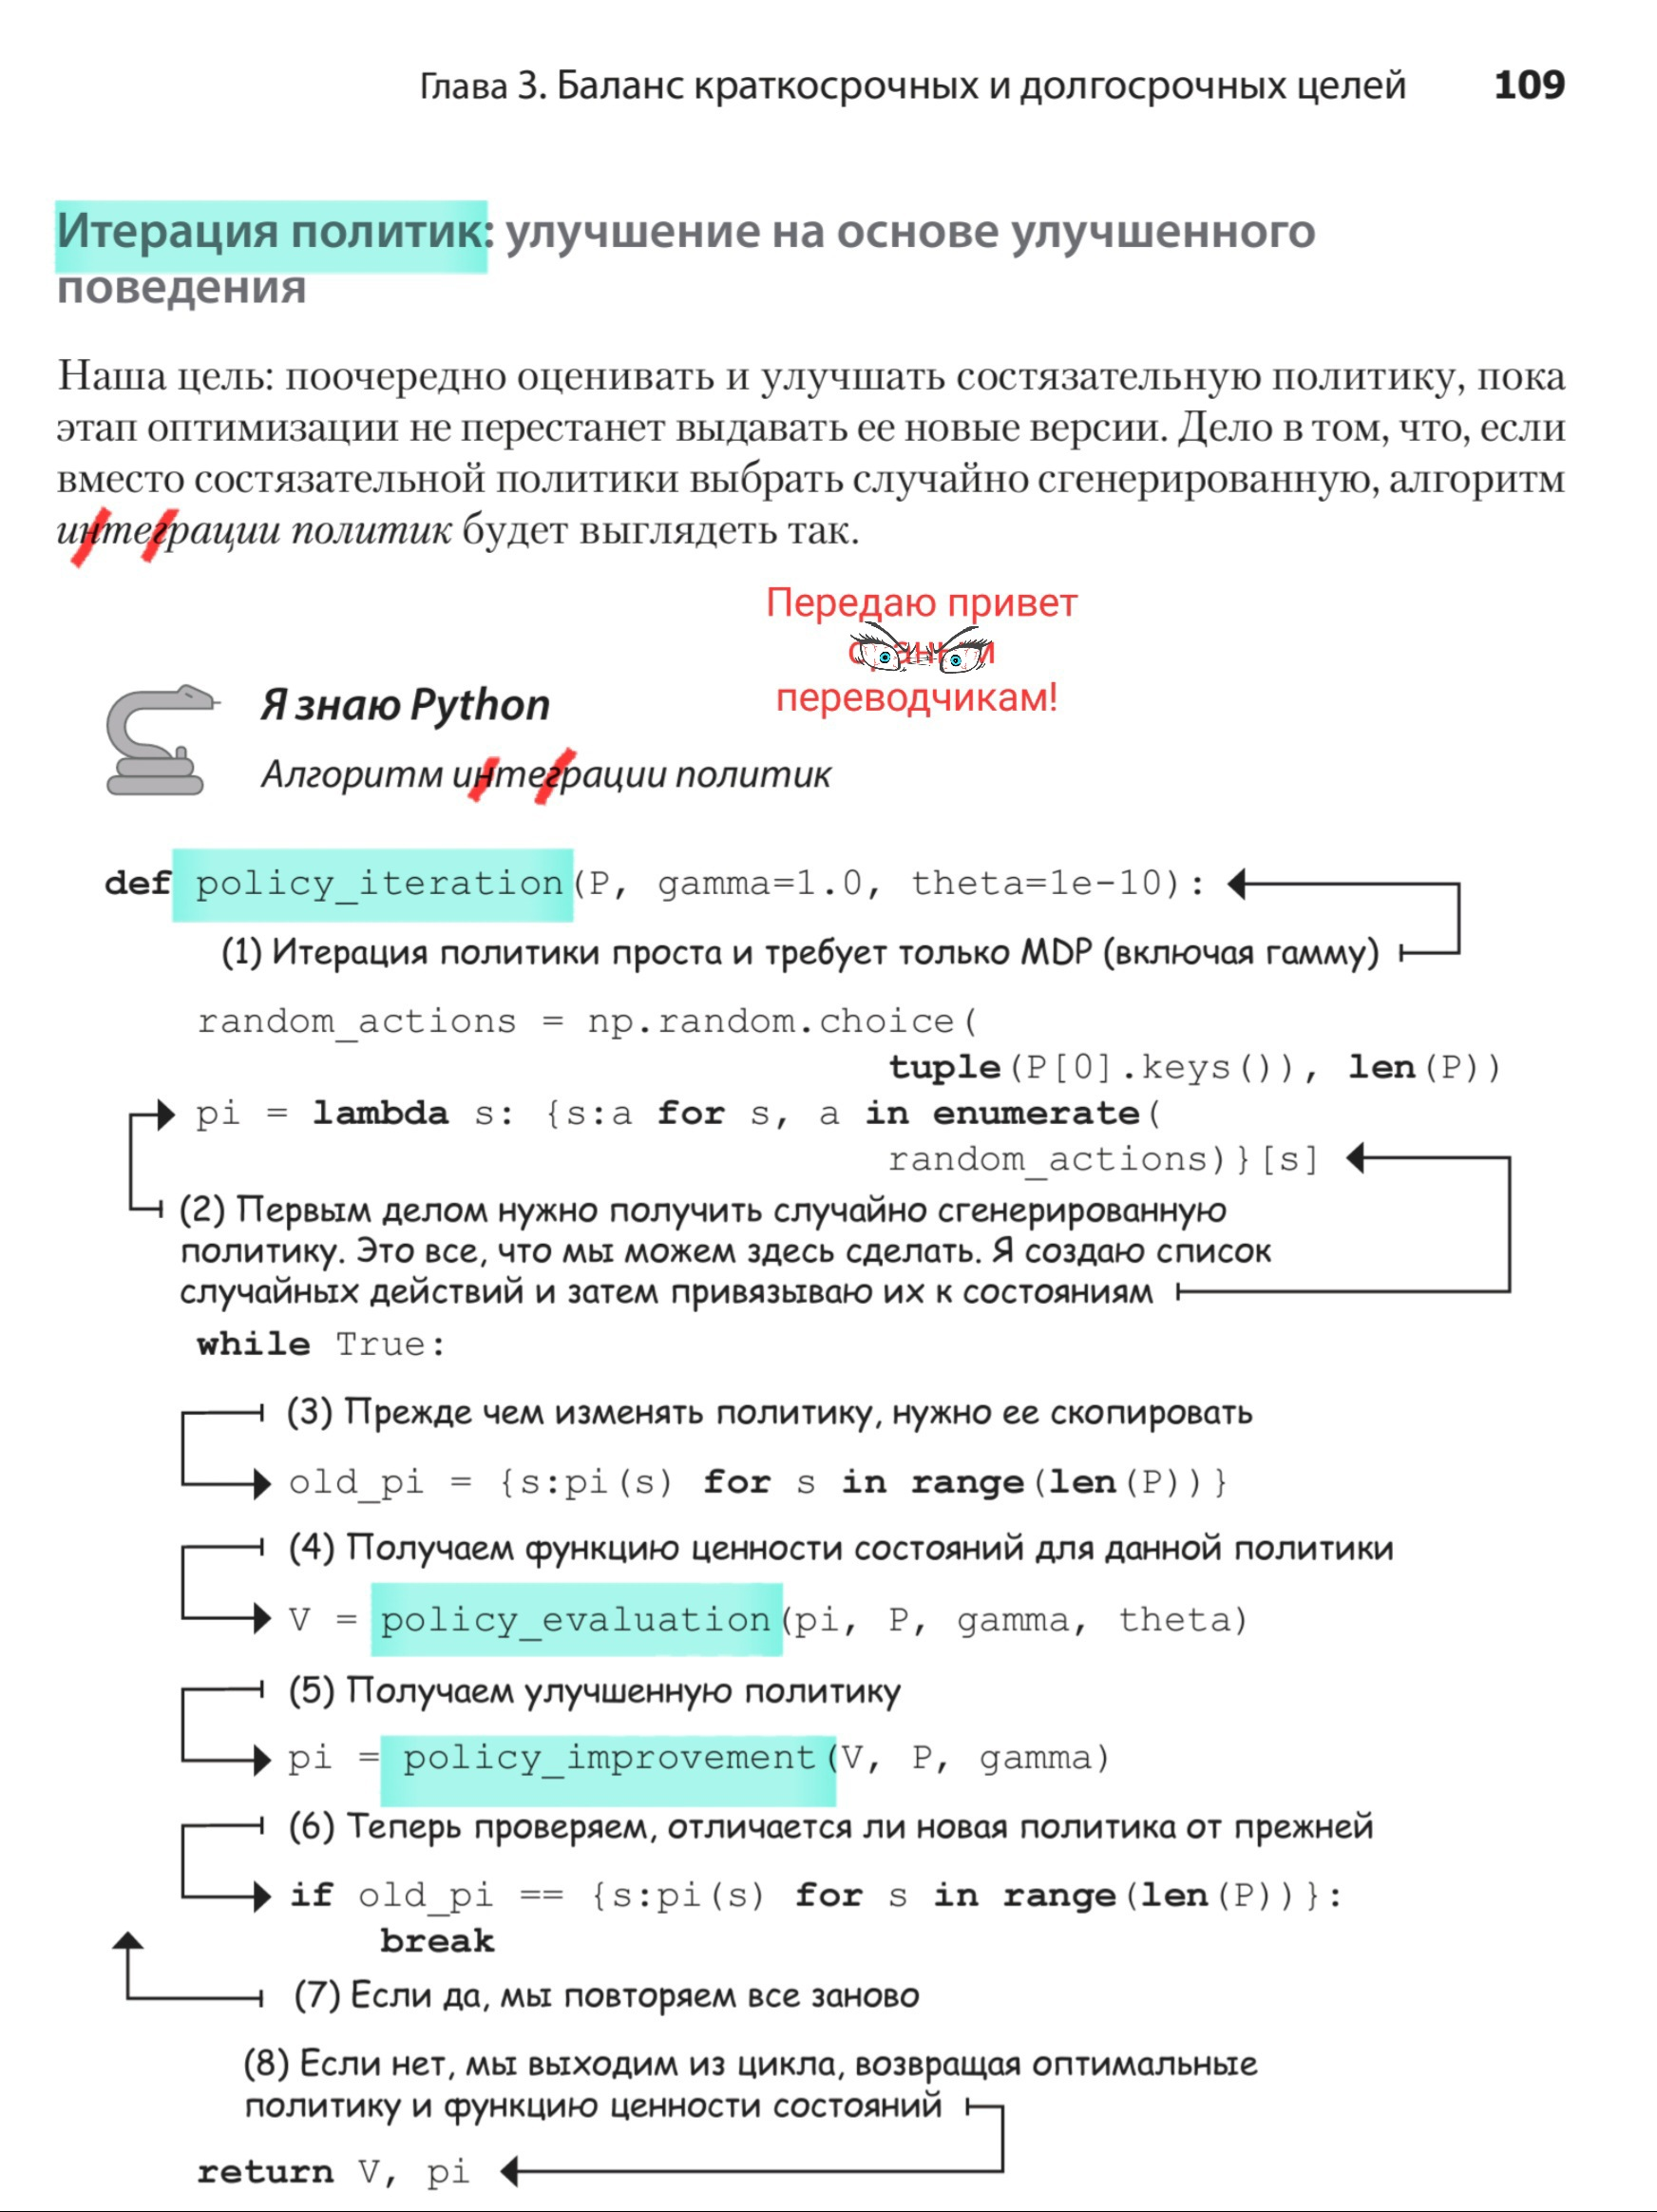 Глава 3. Баланс краткосрочных и долгосрочных целей 109
Итерация политик: улучшение на основе улучшенного
поведения
Наша цель: поочередно оценивать и улучшать состязательную политику, пока
этап оптимизации не перестанет выдавать ее новые версии. Дело в том, что, если
вместо состязательной политики выбрать случайно сгенерированную, алгоритм
интеграции политик будет выглядеть так.
Передаю привет
переводчикам!
Я знаю Python
Алгоритм интеграции политик
def policy_iteration(P, gamma=1.0, theta=1e-10):
(1) Итерация политики проста и требует только MDP (включая гамму)
random_actions = np.random.choice(
tuple(P[0].keys()), len(P))
pi = lambda s: {s:a for s, a in enumerate(
random_actions)}[s]
(2) Первым делом нужно получить случайно сгенерированную
политику. Это все, что мы можем здесь сделать. Я создаю список
случайных действий и затем привязываю их к состояниям
while True:
(3) Прежде чем изменять политику, нужно ее скопировать
old_pi = {s:pi(s) for s in range(len(P))}
(4) Получаем функцию ценности состояний для данной политики
V = policy_evaluation(pi, P, gamma, theta)
(5) Получаем улучшенную политику
pi = policy_improvement(V, P, gamma)
(6) Теперь проверяем, отличается ли новая политика от прежней
if old_pi == {s:pi(s) for s in range(len(P))}:
break
(7) Если да, мы повторяем все заново
(8) Если нет, мы выходим из цикла, возвращая оптимальные
политику и функцию ценности состояний
return V, pi